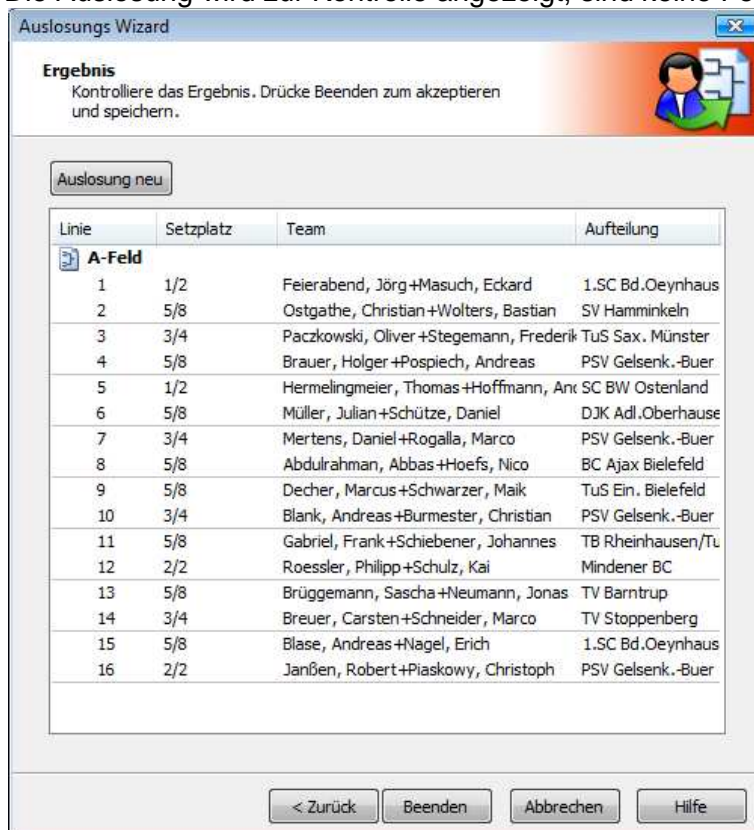 Auslosungs Wizard
Ergebnis
Kontrolliere das Ergebnis. Drücke Beenden zum akzeptieren
und speichern.
Auslosung neu
Linie Setzplatz Team Aufteilung
A-Feld
1 1/2 Feierabend, Jörg+Masuch, Eckard 1.SC Bd.Oeynhaus
2 5/8 Ostgathe, Christian+Wolters, Bastian SV Hamminkeln
3 3/4 Paczkowski, Oliver+Stegemann, Frederik TuS Sax. Münster
4 5/8 Brauer, Holger+Pospiech, Andreas PSV Gelsenk.-Buer
5 1/2 Hermelingmeier, Thomas+Hoffmann, And SC BW Ostenland
6 5/8 Müller, Julian+Schütze, Daniel DJK Adl.Oberhause
7 3/4 Mertens, Daniel+Rogalla, Marco PSV Gelsenk.-Buer
8 5/8 Abdulrahman, Abbas+Hoefs, Nico BC Ajax Bielefeld
9 5/8 Decher, Marcus+Schwarzer, Maik TuS Ein. Bielefeld
10 3/4 Blank, Andreas+Burmester, Christian PSV Gelsenk.-Buer
11 5/8 Gabriel, Frank+Schiebener, Johannes TB Rheinhausen/Tu
12 2/2 Roessler, Philipp+Schulz, Kai Mindener BC
13 5/8 Brüggemann, Sascha+Neumann, Jonas TV Barntrup
14 3/4 Breuer, Carsten+Schneider, Marco TV Stoppenberg
15 5/8 Blase, Andreas+Nagel, Erich 1.SC Bd.Oeynhaus
16 2/2 Janßen, Robert+Piaskowy, Christoph PSV Gelsenk.-Buer
< Zurück Beenden Abbrechen Hilfe